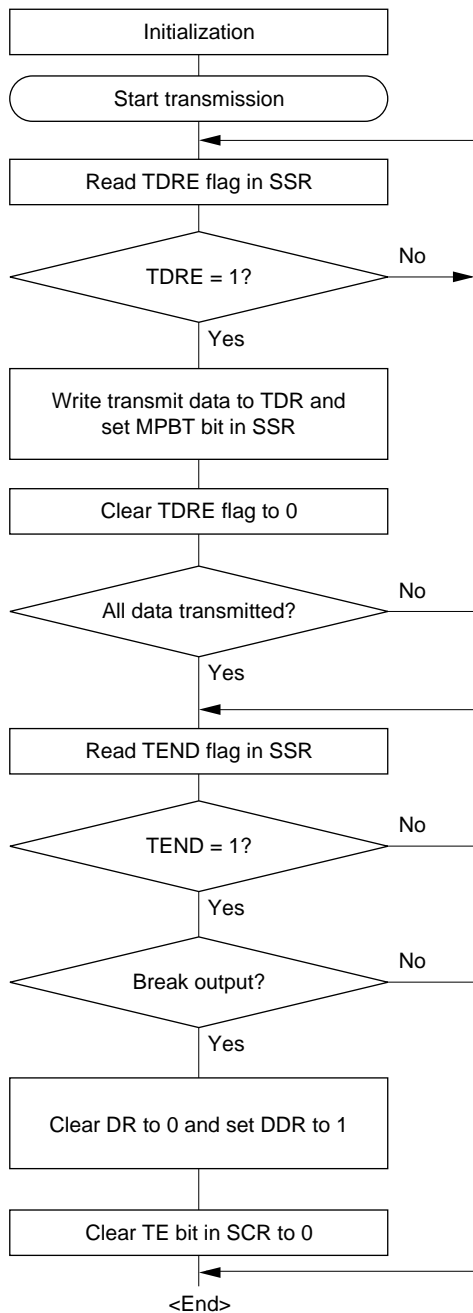 Initialization
Start transmission
Read TDRE flag in SSR
TDRE = 1?
No
Yes
Write transmit data to TDR and
set MPBT bit in SSR
Clear TDRE flag to 0
All data transmitted?
No
Yes
Read TEND flag in SSR
TEND = 1?
No
Yes
Break output?
No
Yes
Clear DR to 0 and set DDR to 1
Clear TE bit in SCR to 0
<End>